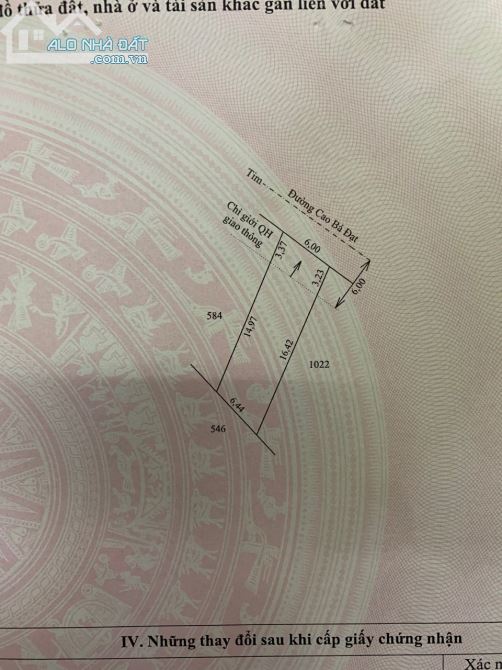 đồ thửa đất, nhà ở và tài sản khác gắn liền với đất
ALO NHÀ ĐẤT
.com.vn
Tim
Đường Cao Bá Đạt
Chỉ giới QH
giao thông
6,00
3,37
3,23
6,00
584
14,97
16,42
1022
6,44
546
IV. Những thay đổi sau khi cấp giấy chứng nhận
Xác n